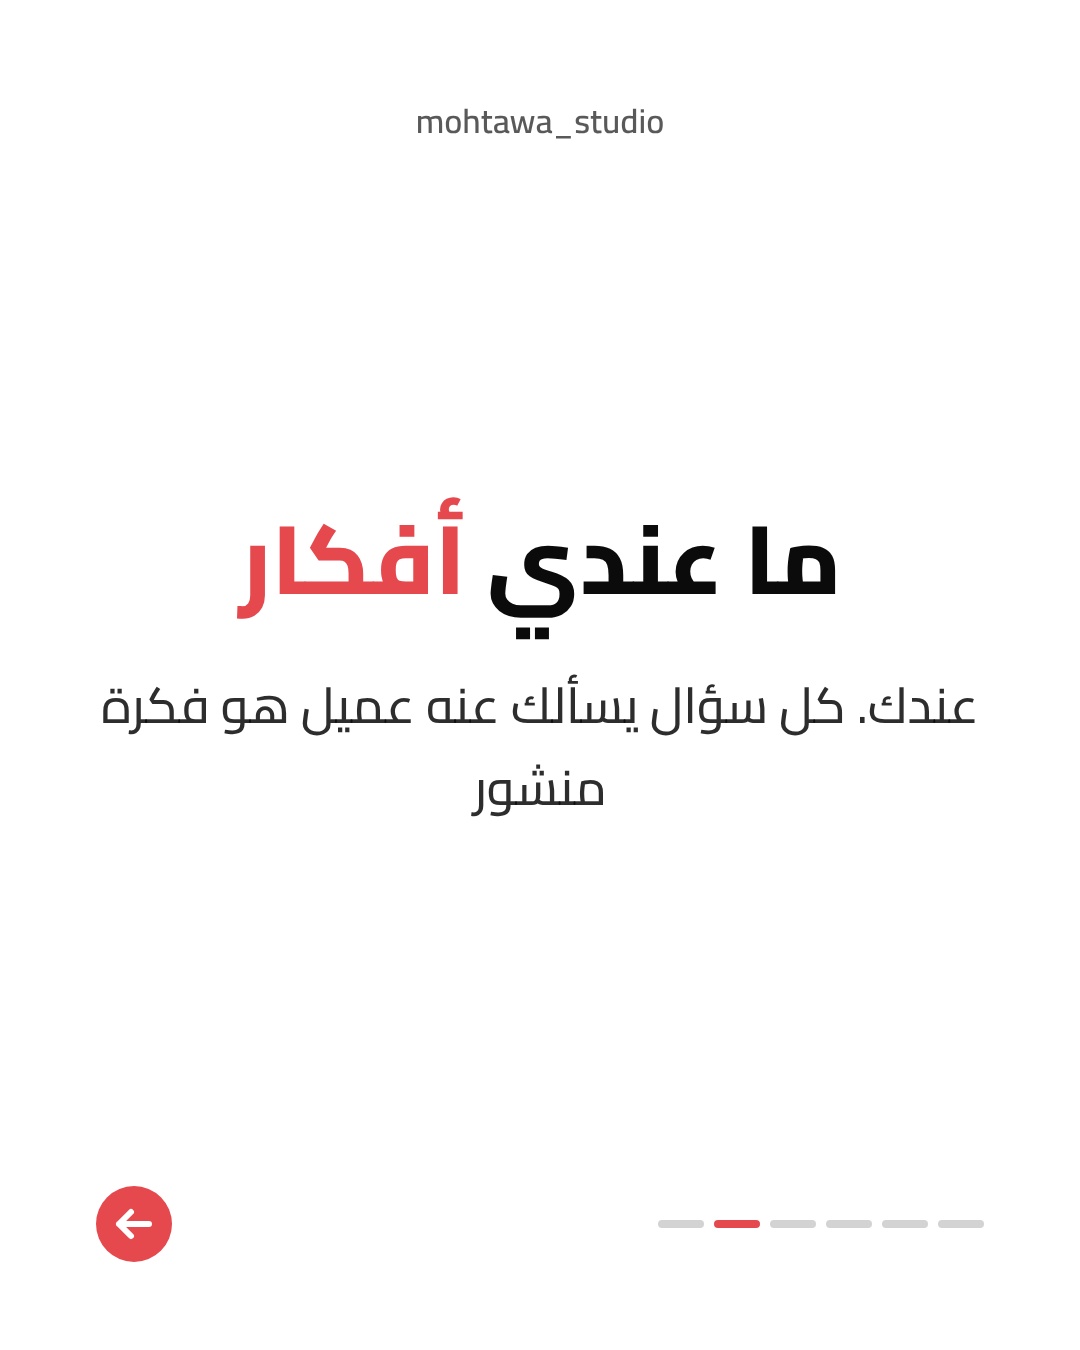 mohtawa_studio
ما عندي أفكار
عندك. كل سؤال يسألك عنه عميل هو فكرة
منشور